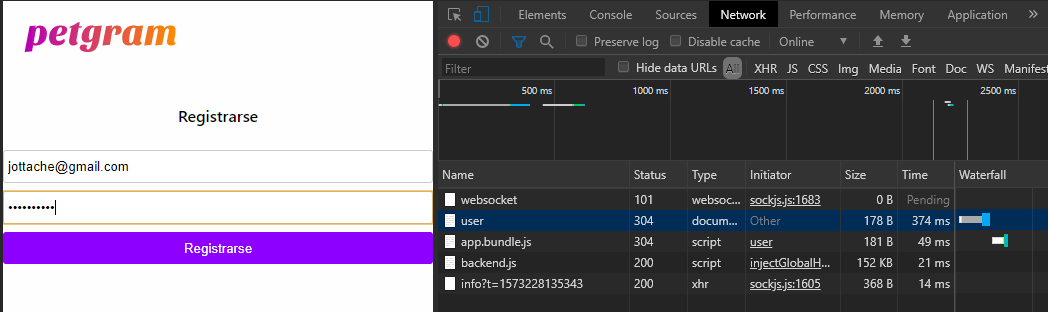 petgram
Registrarse
jottache@gmail.com
••••••••••
Registrarse
Elements Console Sources Network Performance Memory Application »
Preserve log Disable cache Online ▼
Filter Hide data URLs All XHR JS CSS Img Media Font Doc WS Manifest
500 ms 1000 ms 1500 ms 2000 ms 2500 ms
Name Status Type Initiator Size Time Waterfall
websocket 101 websoc... sockjs.js:1683 0 B Pending
user 304 docum... Other 178 B 374 ms
app.bundle.js 304 script user 181 B 49 ms
backend.js 200 script injectGlobalH... 152 KB 21 ms
info?t=1573228135343 200 xhr sockjs.js:1605 368 B 14 ms